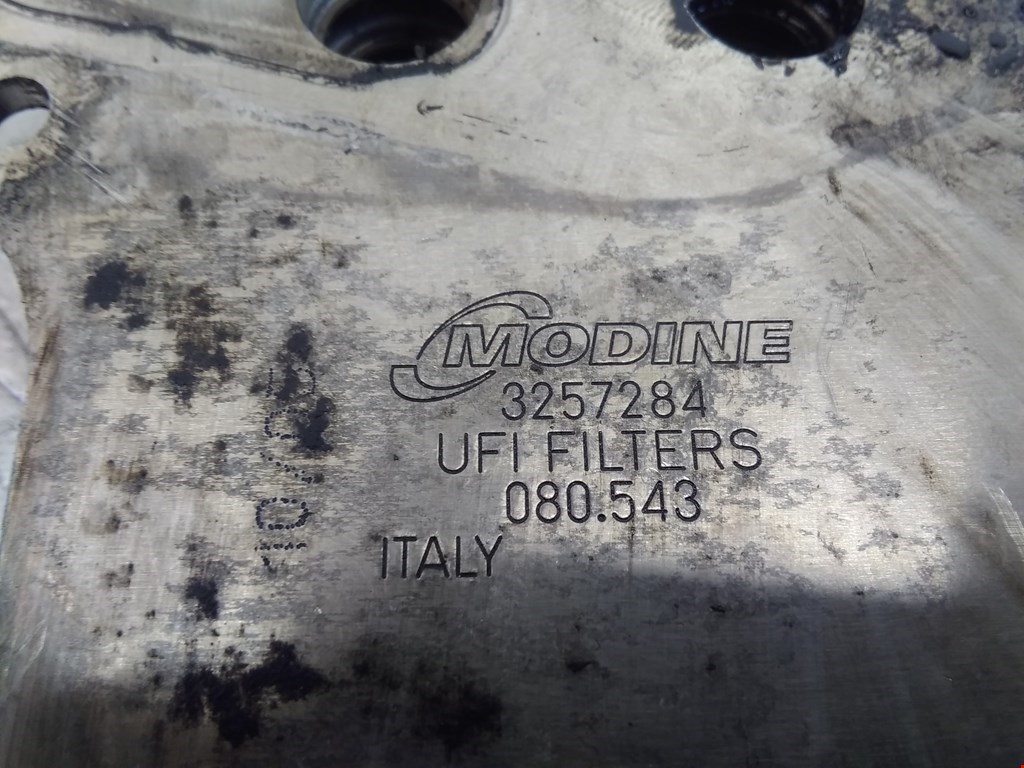 MODINE
3257284
UFI FILTERS
080.543
ITALY